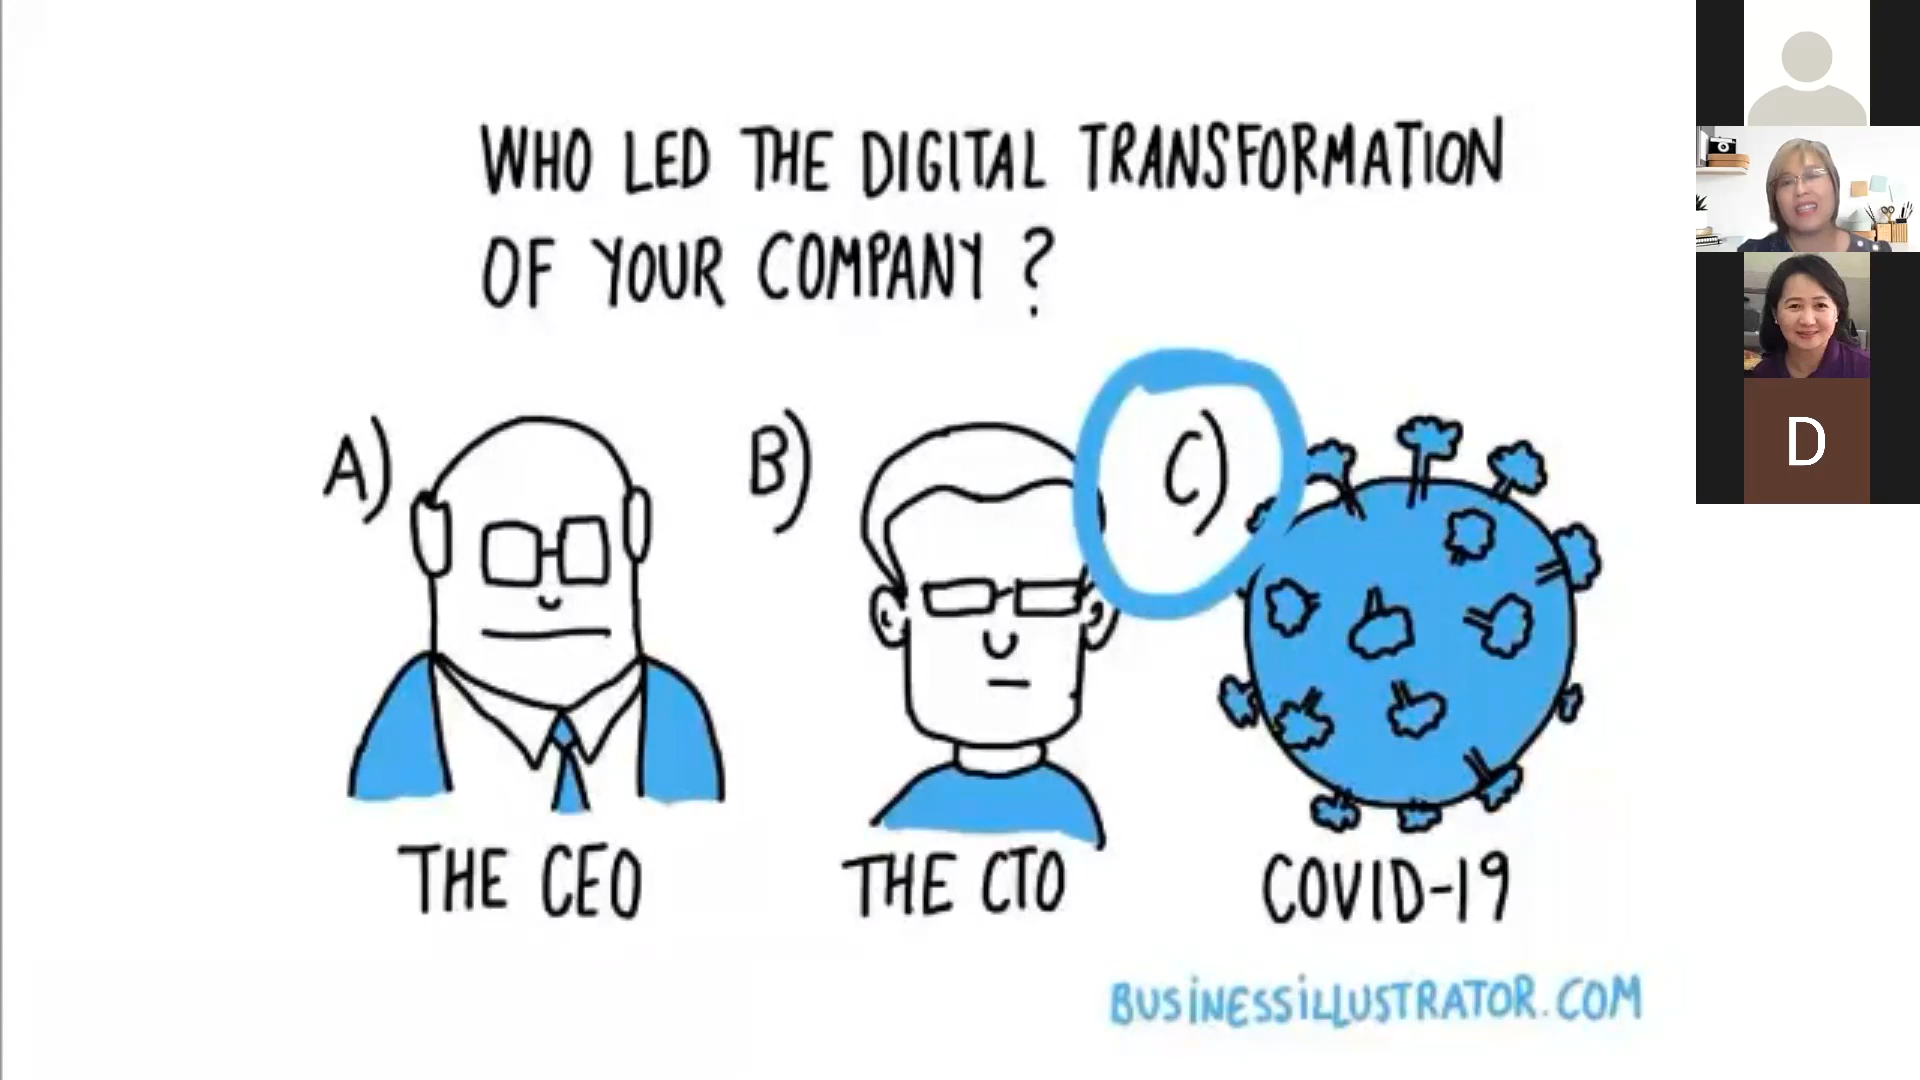 WHO LED THE DIGITAL TRANSFORMATION
OF YOUR COMPANY ?
A)
B)
C)
THE CEO
THE CTO
COVID-19
BUSINESSILLUSTRATOR.COM
D